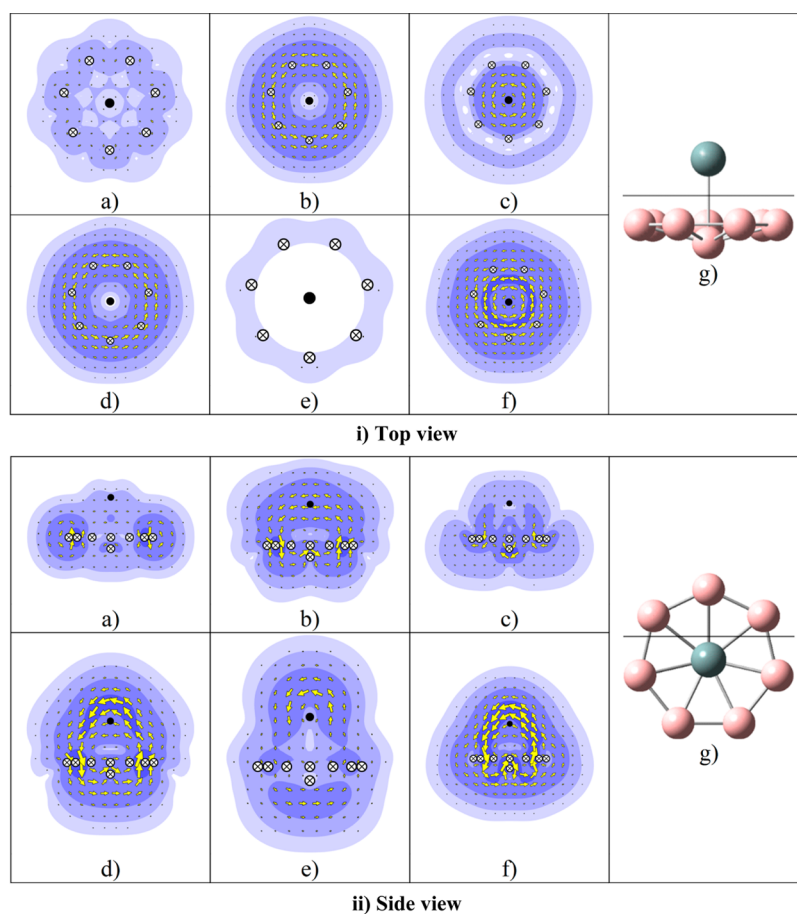 a) b) c)
g)
d) e) f)
i) Top view
a) b) c)
g)
d) e) f)
ii) Side view